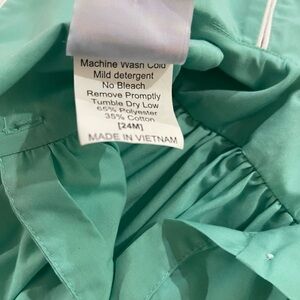 Machine Wash Cold
Mild detergent
No Bleach
Remove Promptly
Tumble Dry Low
65% Polyester
35% Cotton
[24M]
MADE IN VIETNAM